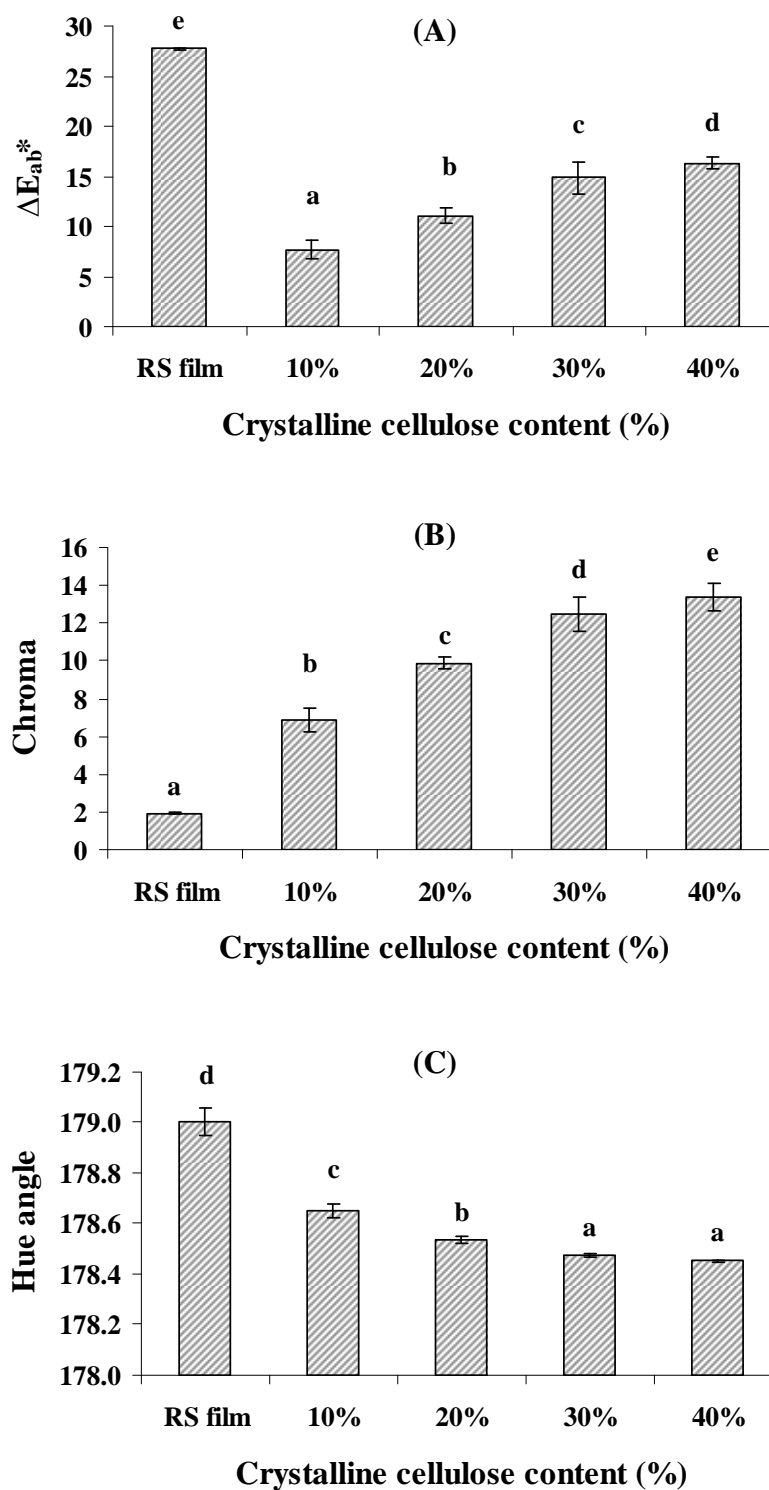 (A)
30
25
20
15
10
5
0
ΔEab*
e
a
b
c
d
RS film 10% 20% 30% 40%
Crystalline cellulose content (%)
(B)
16
14
12
10
8
6
4
2
0
Chroma
a
b
c
d
e
RS film 10% 20% 30% 40%
Crystalline cellulose content (%)
(C)
179.2
179.0
178.8
178.6
178.4
178.2
178.0
Hue angle
d
c
b
a
a
RS film 10% 20% 30% 40%
Crystalline cellulose content (%)